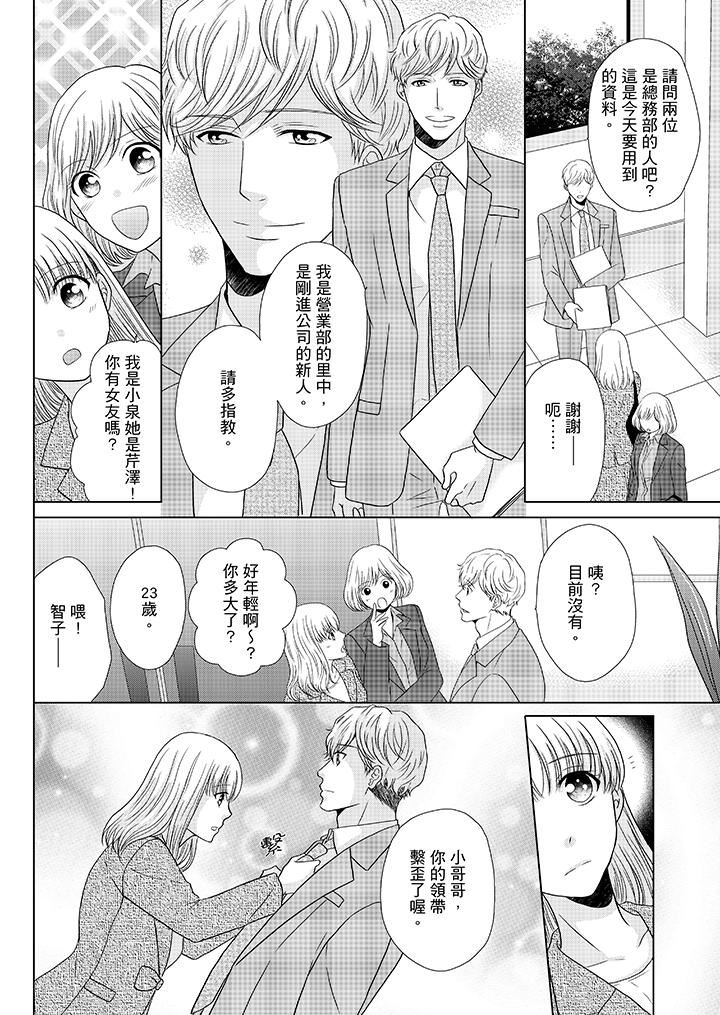 請問兩位
是總務部的人吧？
這是今天要用到
的資料。
謝謝——
呃……
我是營業部的里中，
是剛進公司的新人。
請多指教。
我是小泉她是芹澤！
你有女友嗎？
咦？
目前沒有。
好年輕啊～？
你多大了？
23
歲。
喂！
智子——
小哥哥，
你的領帶
繫歪了喔。
繫